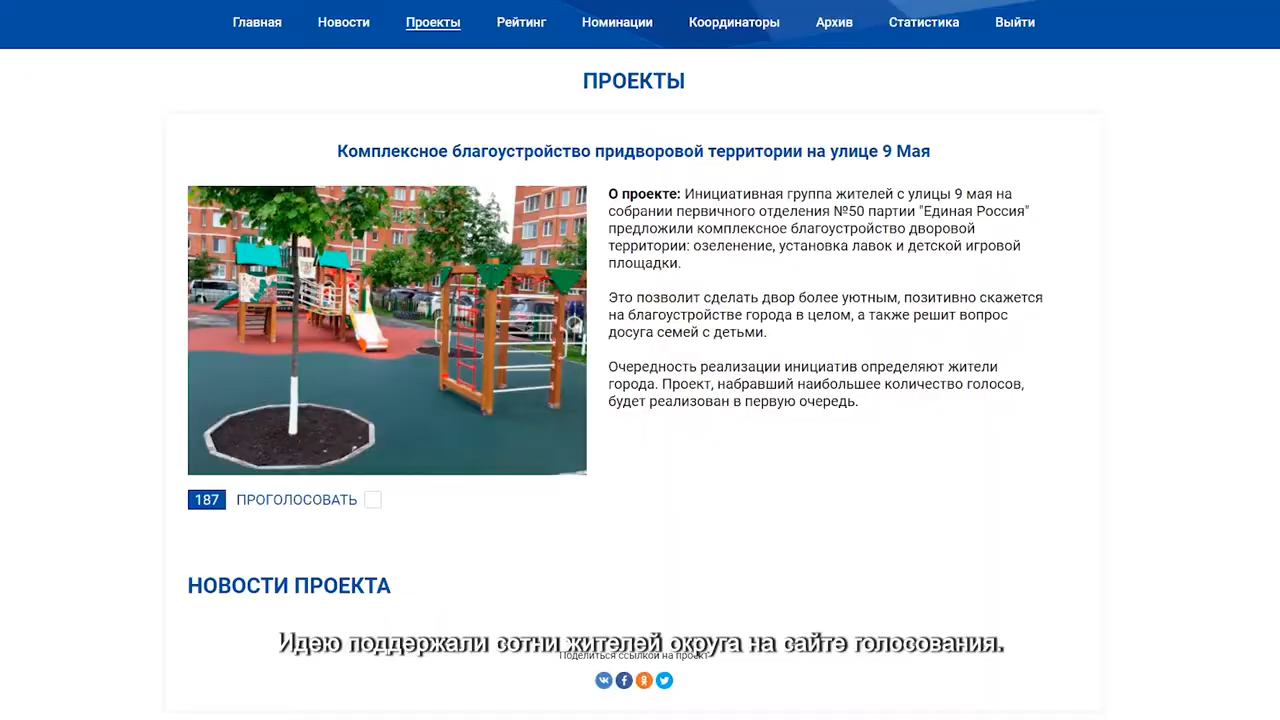 Главная Новости Проекты Рейтинг Номинации Координаторы Архив Статистика Выйти
ПРОЕКТЫ
Комплексное благоустройство придворовой территории на улице 9 Мая
О проекте: Инициативная группа жителей с улицы 9 мая на
собрании первичного отделения №50 партии "Единая Россия"
предложили комплексное благоустройство дворовой
территории: озеленение, установка лавок и детской игровой
площадки.
Это позволит сделать двор более уютным, позитивно скажется
на благоустройстве города в целом, а также решит вопрос
досуга семей с детьми.
Очередность реализации инициатив определяют жители
города. Проект, набравший наибольшее количество голосов,
будет реализован в первую очередь.
187 ПРОГОЛОСОВАТЬ
НОВОСТИ ПРОЕКТА
Идею поддержали сотни жителей округа на сайте голосования.
Поделиться ссылкой на проект